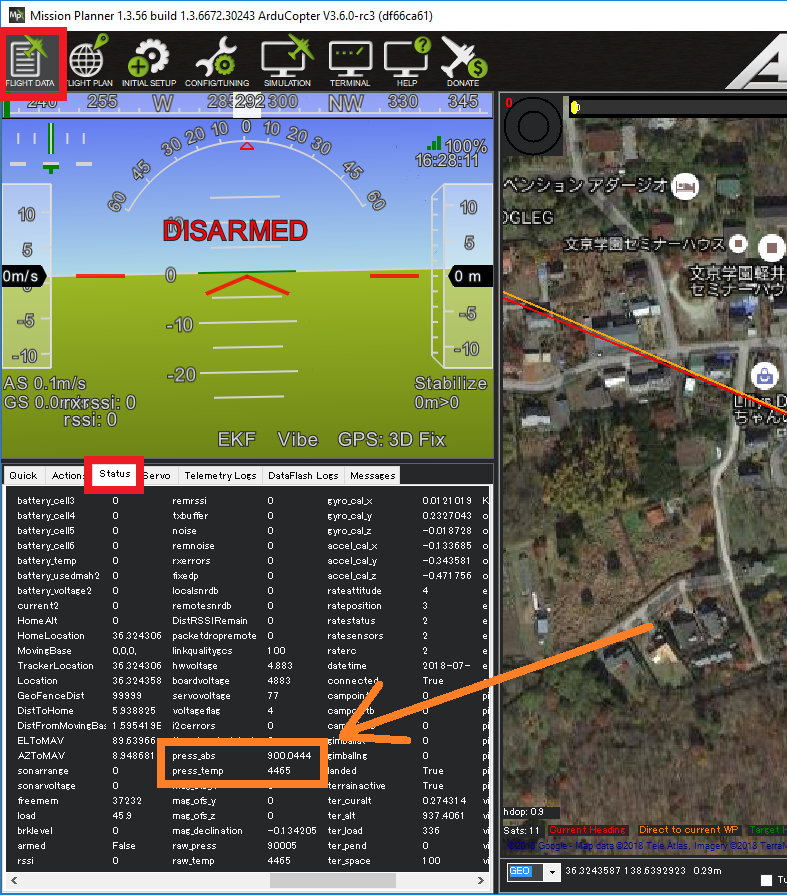 Mission Planner 1.3.56 build 1.3.6672.30243 ArduCopter V3.6.0-rc3 (df66ca61)
FLIGHT DATA FLIGHT PLAN INITIAL SETUP CONFIG/TUNING SIMULATION TERMINAL HELP DONATE
240 255 W 285 292 300 NW 330 345
0
60 45 30 20 10 0 10 20 30 45 60
100%
16:28:11
DISARMED
10 10
5 5
0m/s 0 0 m
-5 -5
-10 -10 -10
-20
AS 0.1m/s Stabilize
GS 0.0m/s rxrssi: 0 0m>0
rssi: 0
EKF Vibe GPS: 3D Fix
ペンション アダージオ
OGLEG
文京学園セミナーハウス
文京学園軽井
セミナーハウ
ちゃんの
Quick Actions Status Servo Telemetry Logs DataFlash Logs Messages
battery_cell3 0 remrssi 0 gyro_cal_x 0.0121019 K
battery_cell4 0 txbuffer 0 gyro_cal_y 0.2327043 o
battery_cell5 0 noise 0 gyro_cal_z -0.018728 o
battery_cell6 0 remnoise 0 accel_cal_x -0.133685 o
battery_temp 0 rxerrors 0 accel_cal_y -0.343581 o
battery_usedmah2 0 fixedp 0 accel_cal_z -0.471756 o
battery_voltage2 0 localsnrdb 0 rateattitude 4 e
current2 0 remotesnrdb 0 rateposition 3 e
HomeAlt 0 DistRSSIRemain 0 ratestatus 2 e
HomeLocation 36.324306 packetdropremote 0 ratesensors 2 e
MovingBase 0,0,0, linkqualitygcs 100 raterc 2 e
TrackerLocation 36.324306 hwvoltage 4.883 datetime 2018-07- e
Location 36.324358 boardvoltage 4883 connected True
GeoFenceDist 99999 servovoltage 77 campointa 0
DistToHome 5.938825 voltageflag 4 campointb 0
DistFromMovingBas 1.595419E i2cerrors 0 0
ELToMAV 89.63966 gimballat 0
AZToMAV 8.948681 press_abs 900.0444 gimballng 0
sonarrange 0 press_temp 4465 landed True
sonarvoltage 0 terrainactive True
freemem 37232 mag_ofs_y 0 ter_curalt 0.274314
load 45.9 mag_ofs_z 0 ter_alt 937.4061
brklevel 0 mag_declination -0.134205 ter_load 336
armed False raw_press 90005 ter_pend 0
rssi 0 raw_temp 4465 ter_space 100
hdop: 0.9
Sats: 11 Current Heading Direct to current WP Target H
©2018 Google - Map data ©2018 Tele Atlas, Imagery ©2018 TerraM
GEO 36.3243587 138.6392923 0.29m
Tu